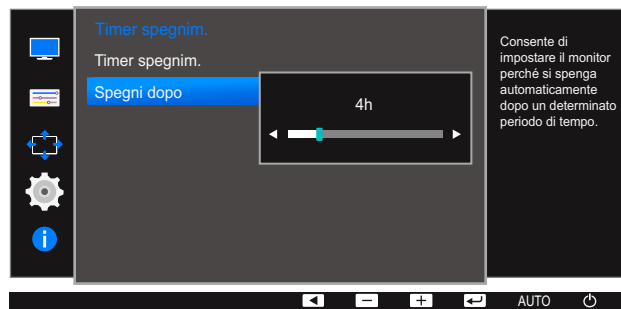 Timer spegnim.
Timer spegnim.
Spegni dopo
4h
Consente di
impostare il monitor
perché si spenga
automaticamente
dopo un determinato
periodo di tempo.
AUTO